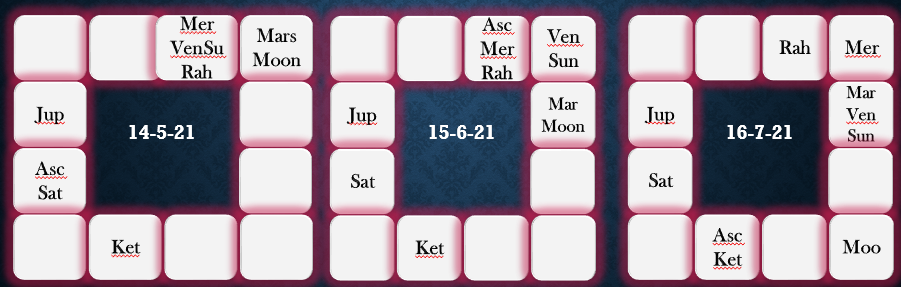 Mer
VenSu
Rah
Mars
Moon
Jup
14-5-21
Asc
Sat
Ket
Asc
Mer
Rah
Ven
Sun
Jup
15-6-21
Mar
Moon
Sat
Ket
Rah
Mer
Jup
16-7-21
Mar
Ven
Sun
Sat
Asc
Ket
Moo